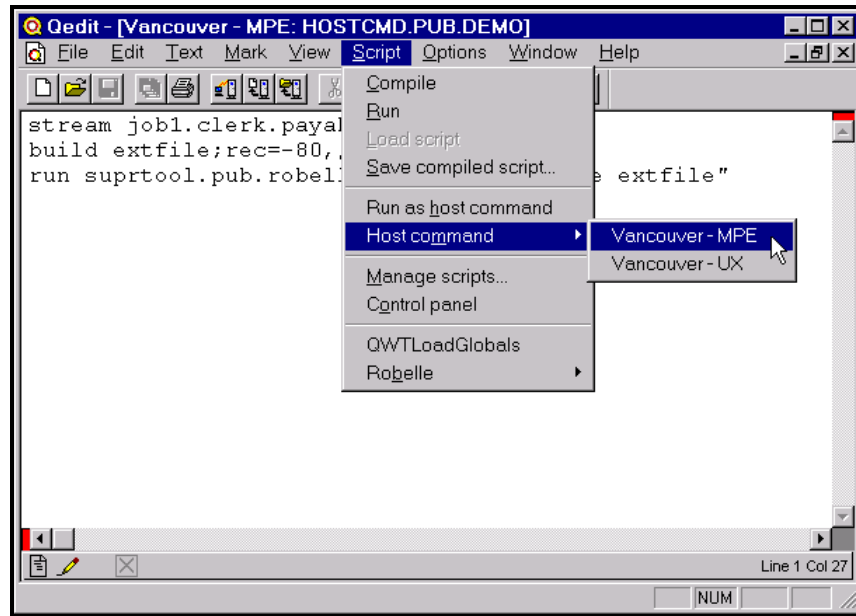 Qedit - [Vancouver - MPE: HOSTCMD.PUB.DEMO]
File Edit Text Mark View Script Options Window Help
stream job1.clerk.paya
build extfile;rec=-80,
run suprtool.pub.robel extfile"
Compile
Run
Load script
Save compiled script...
Run as host command
Host command
Vancouver - MPE
Vancouver - UX
Manage scripts...
Control panel
QWTLoadGlobals
Robelle
Line 1 Col 27
NUM